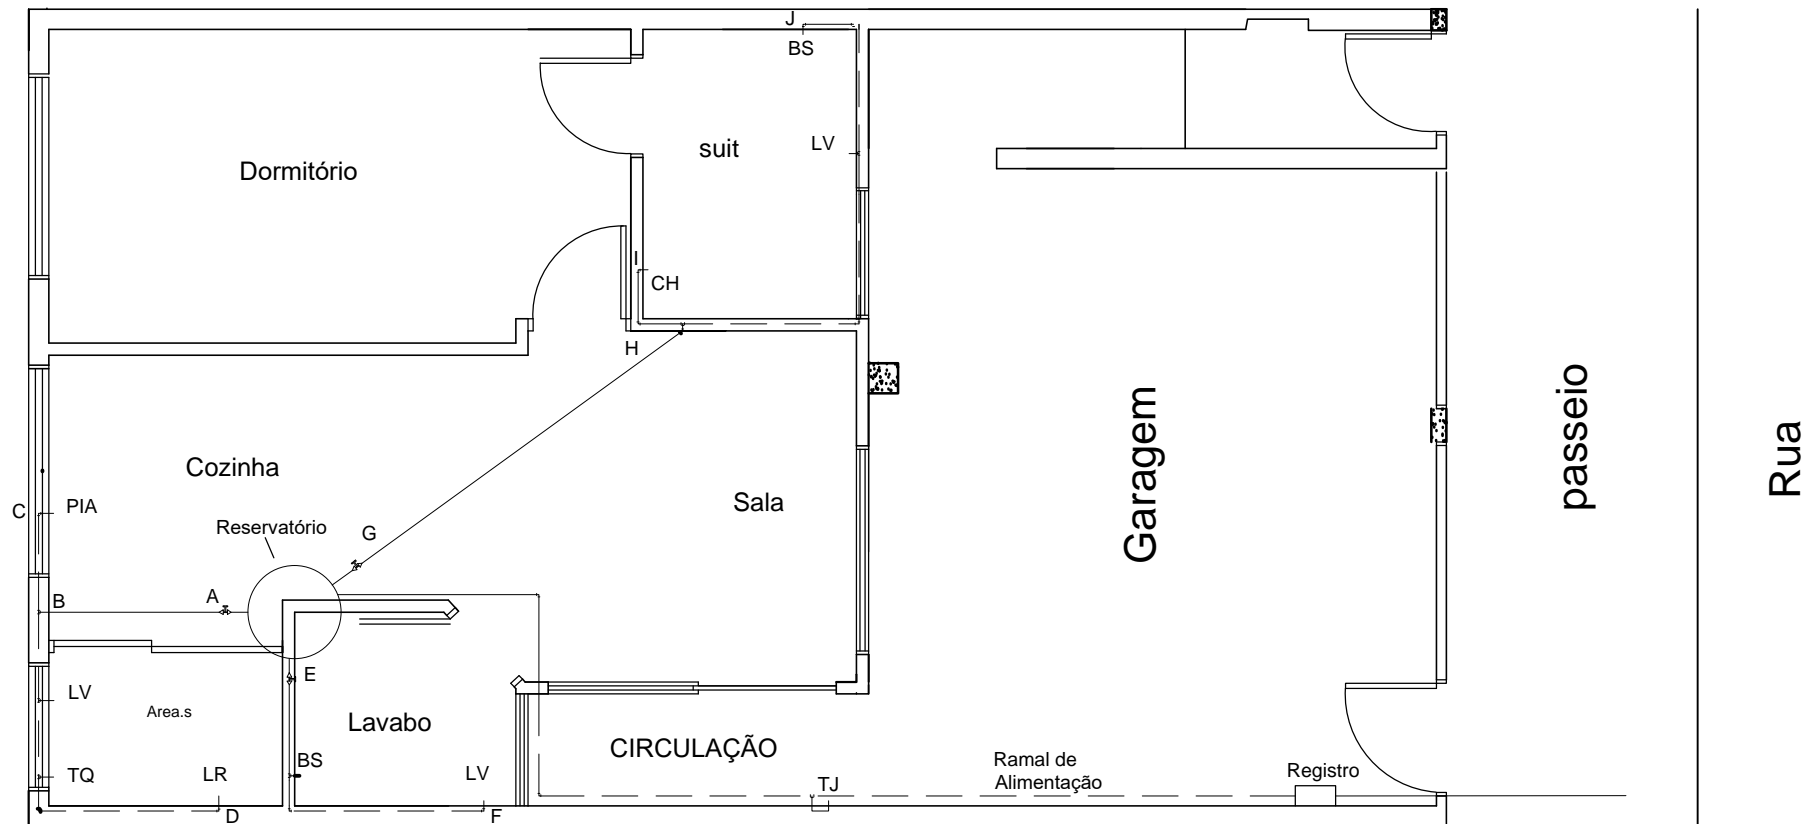 J
BS
LV
suit
Dormitório
I
CH
H
Garagem
passeio
Rua
Cozinha
Sala
C
PIA
Reservatório
G
B
A
E
LV
Area.s
Lavabo
CIRCULAÇÃO
BS
TQ
LR
LV
Ramal de
Alimentação
Registro
TJ
D
F